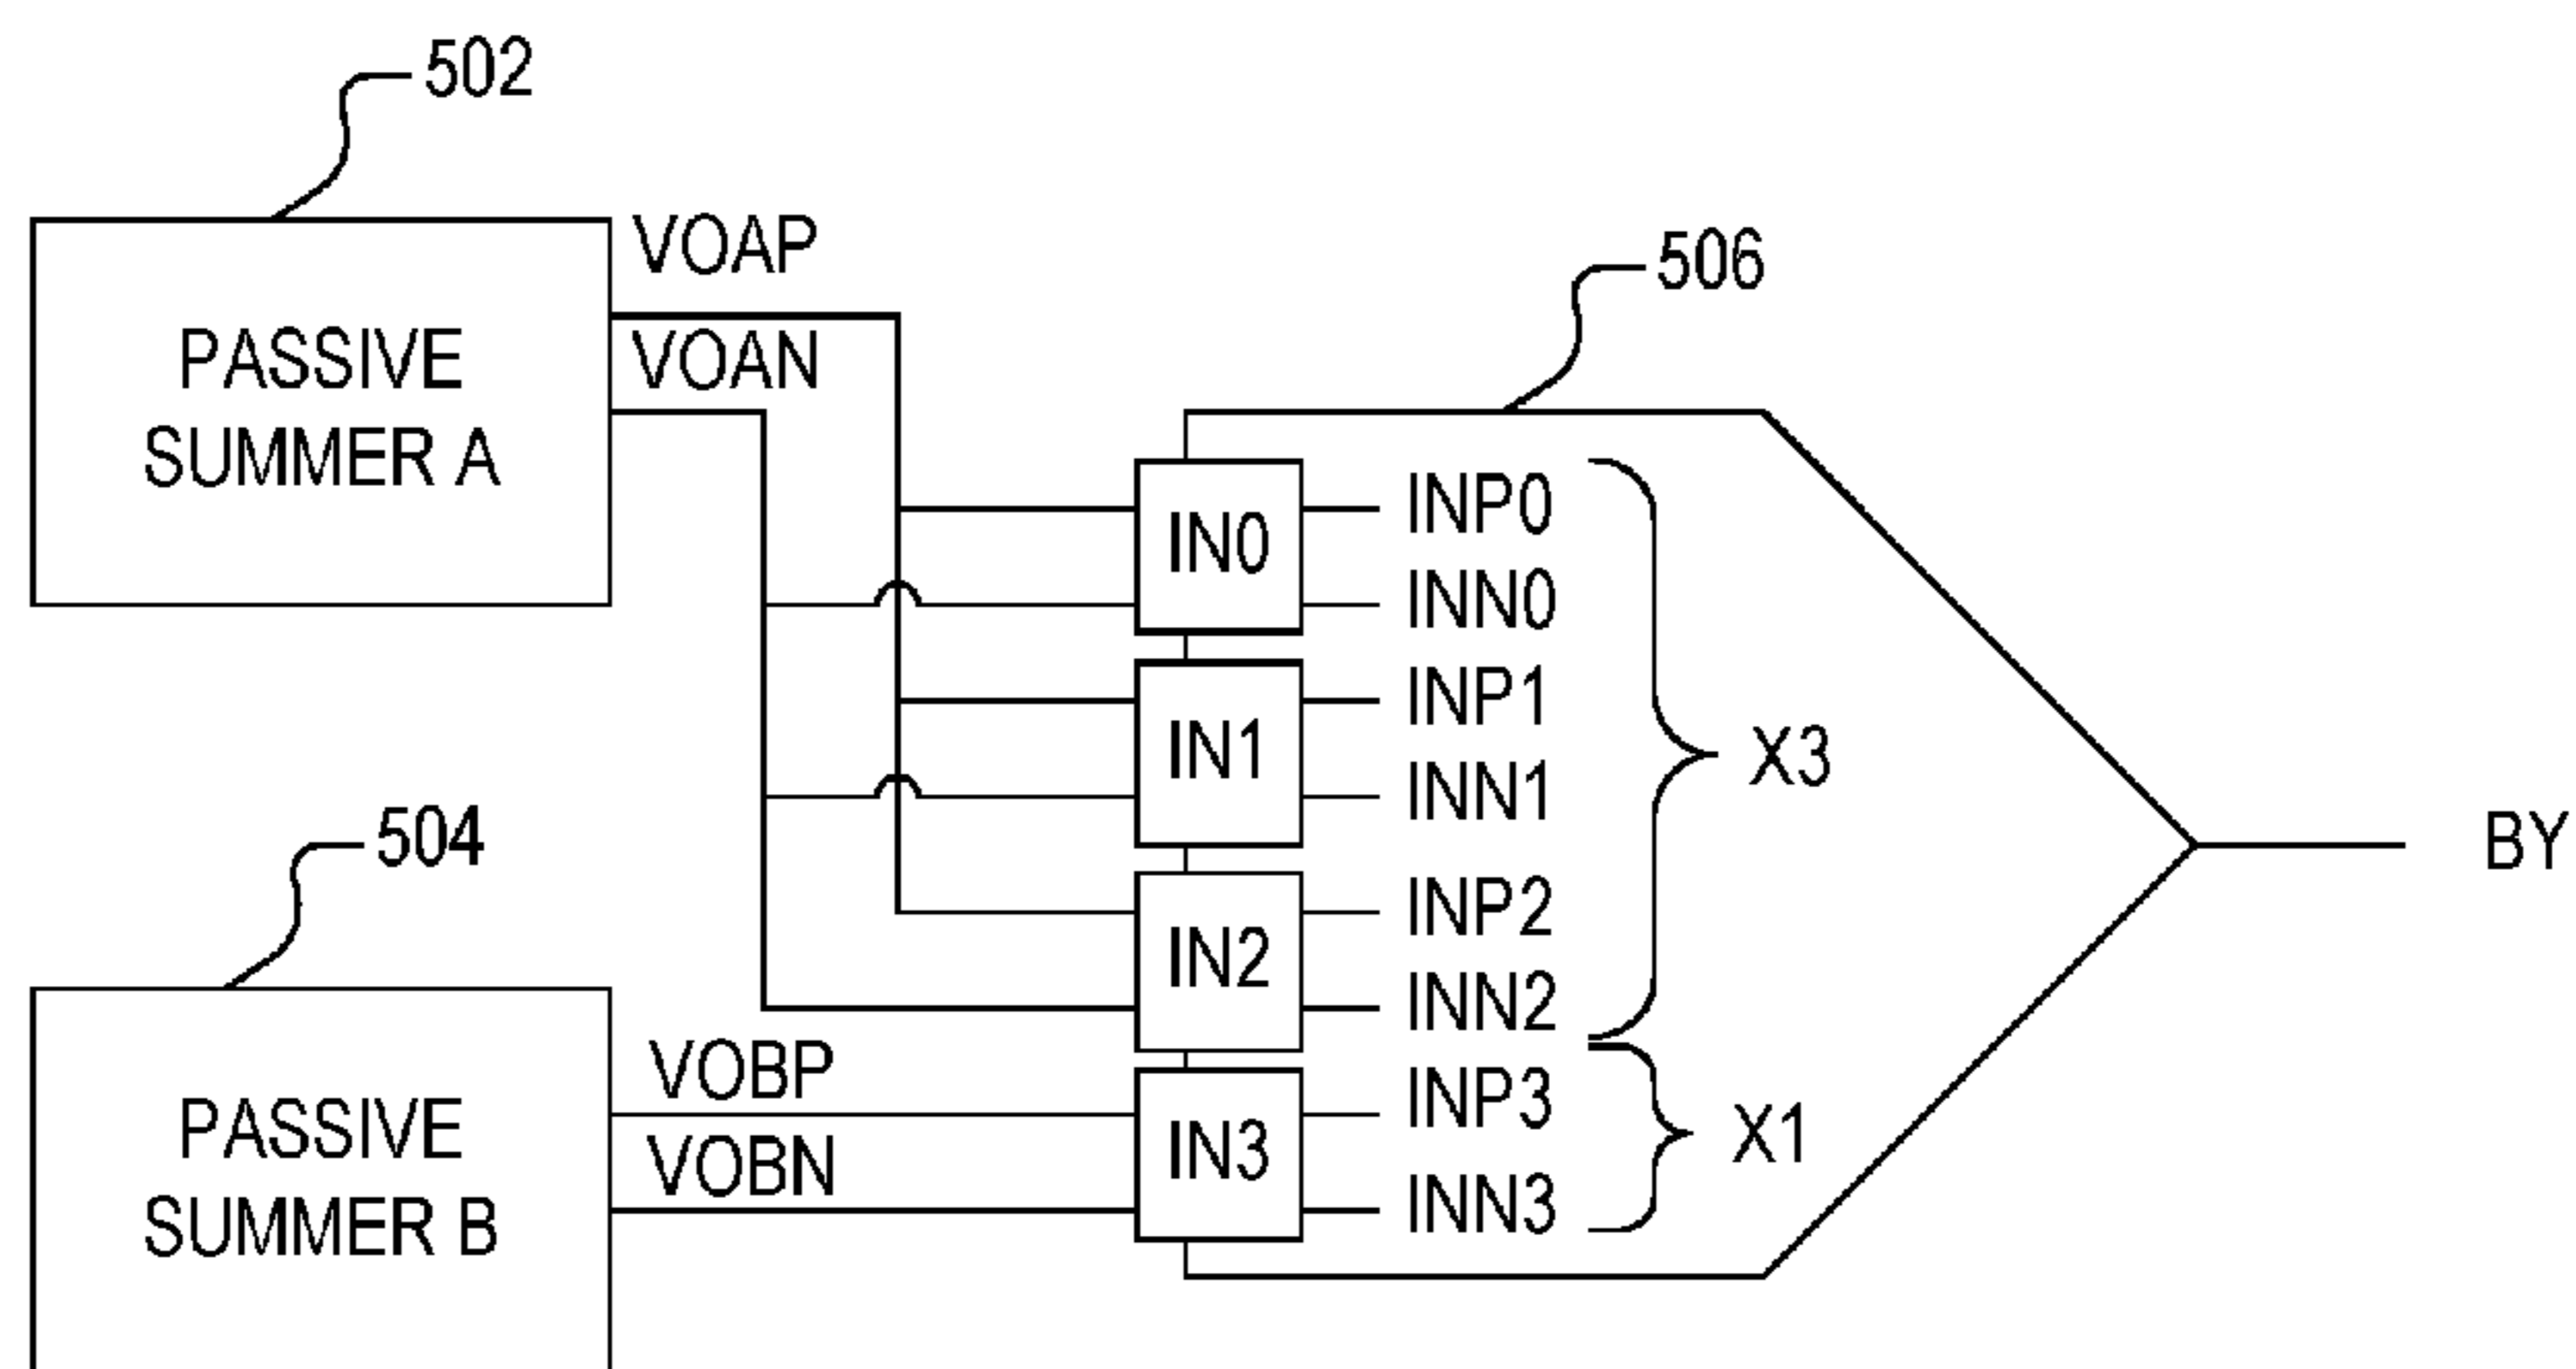 502
VOAP
506
VOAN
PASSIVE
SUMMER A
INP0
IN0
INN0
INP1
IN1
INN1
X3
504
BY
INP2
IN2
INN2
VOBP
INP3
PASSIVE
SUMMER B
IN3
X1
VOBN
INN3